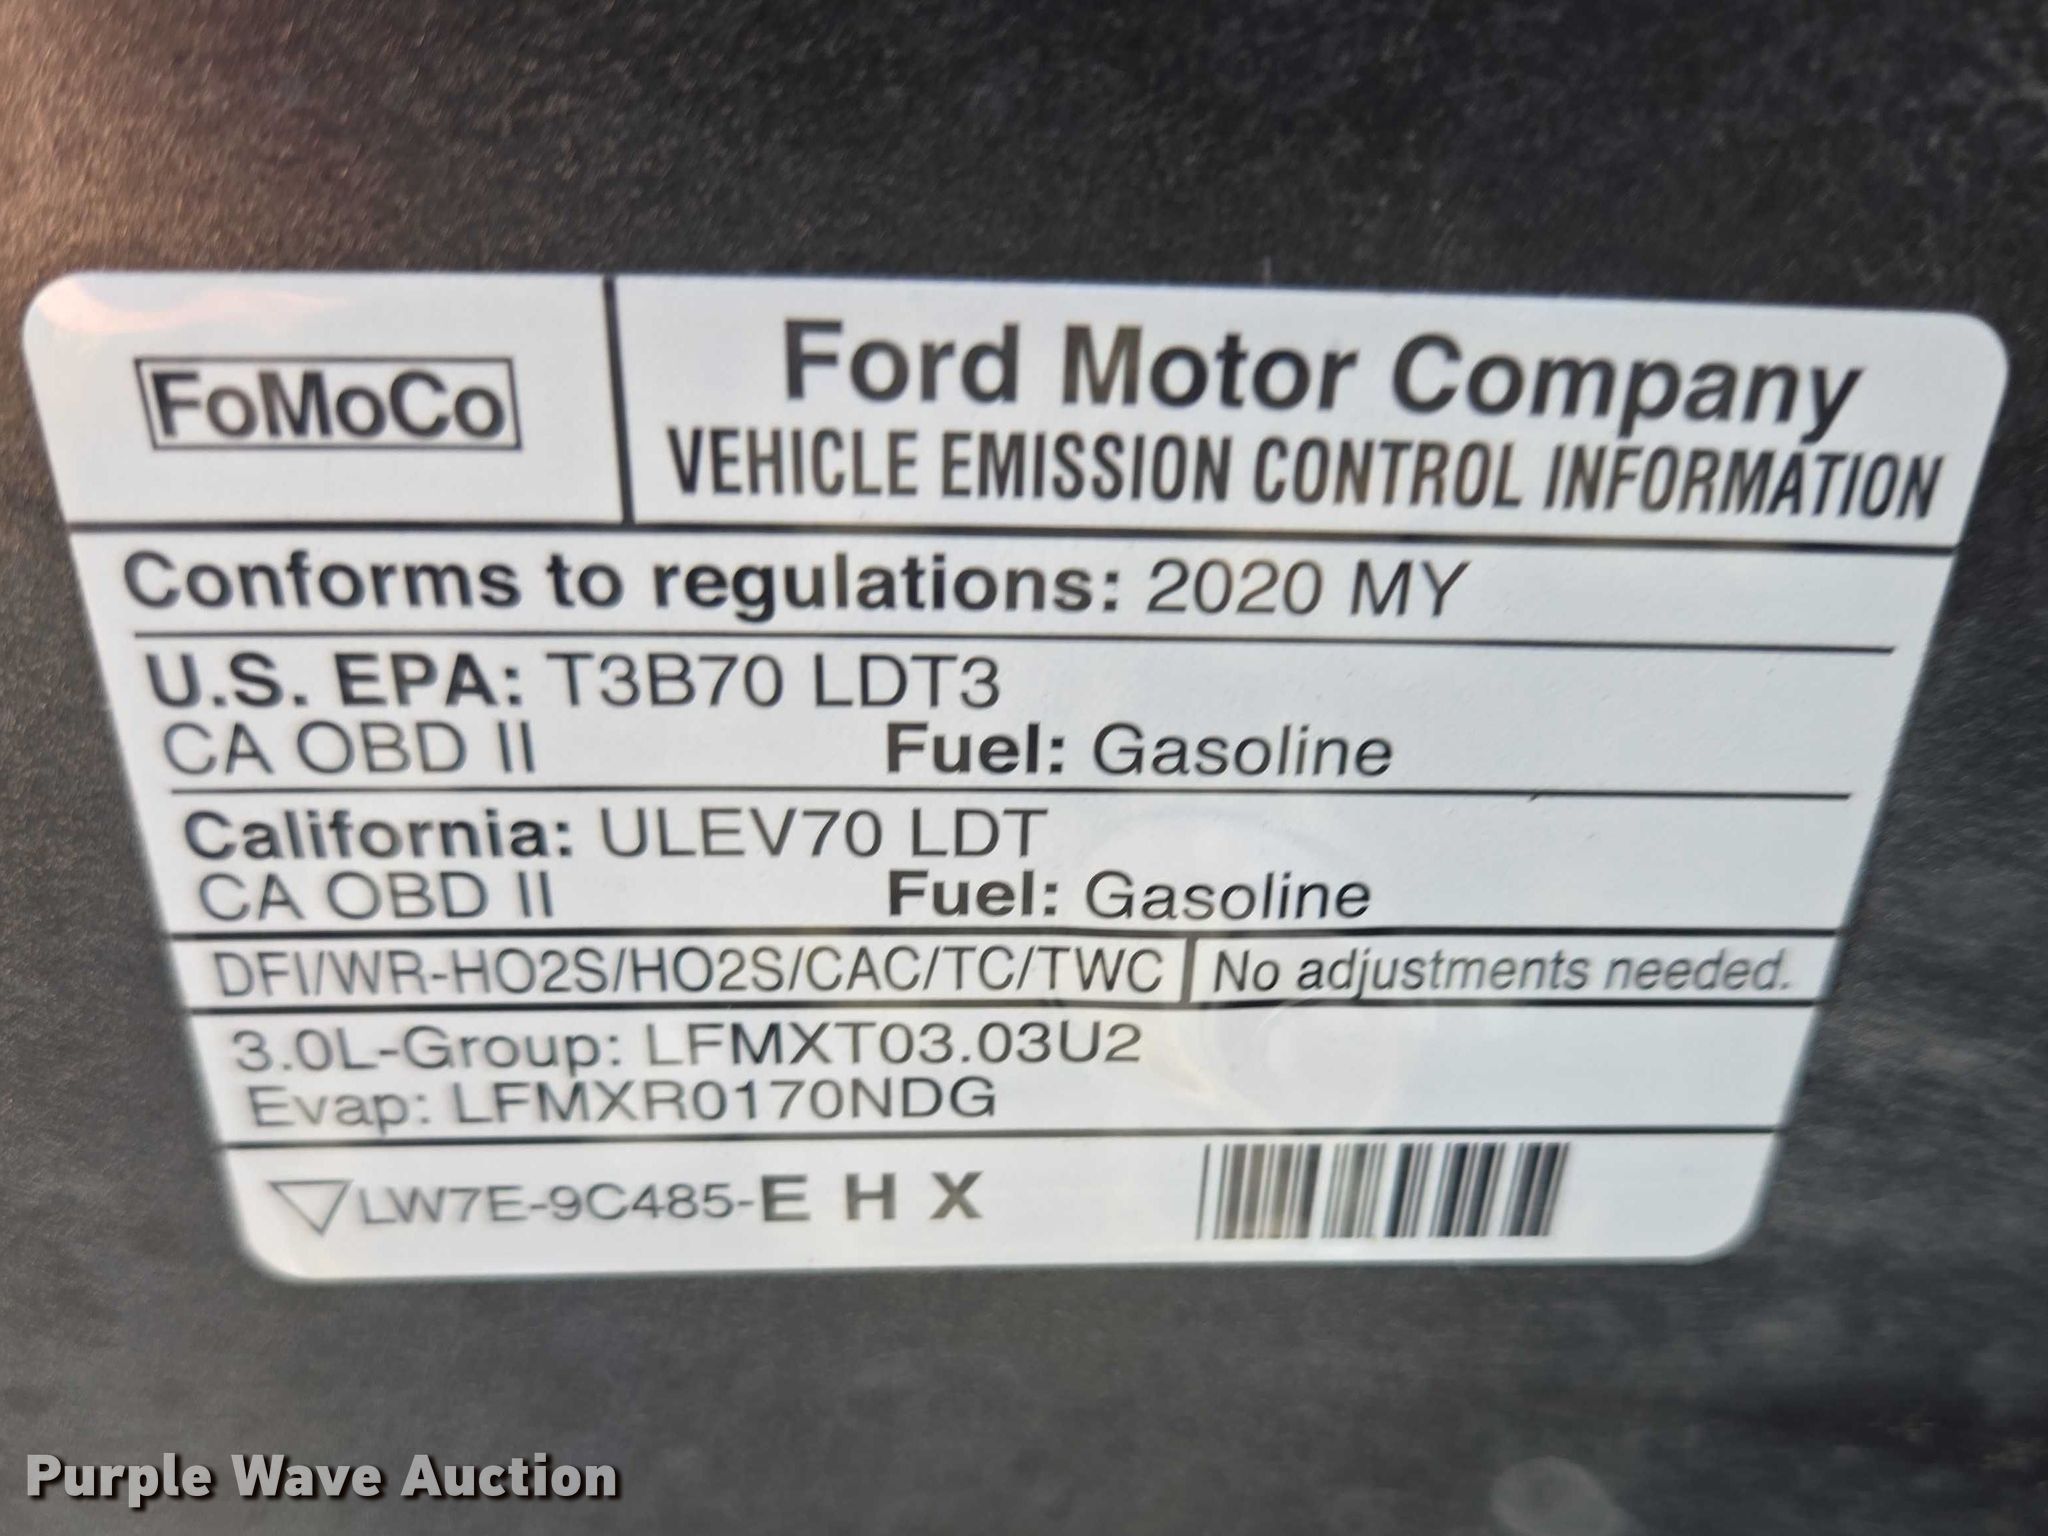 FoMoCo
Ford Motor Company
VEHICLE EMISSION CONTROL INFORMATION
Conforms to regulations: 2020 MY
U.S. EPA: T3B70 LDT3
CA OBD II Fuel: Gasoline
California: ULEV70 LDT
CA OBD II Fuel: Gasoline
DFI/WR-HO2S/HO2S/CAC/TC/TWC No adjustments needed.
3.0L-Group: LFMXT03.03U2
Evap: LFMXR0170NDG
LW7E-9C485-E H X
Purple Wave Auction